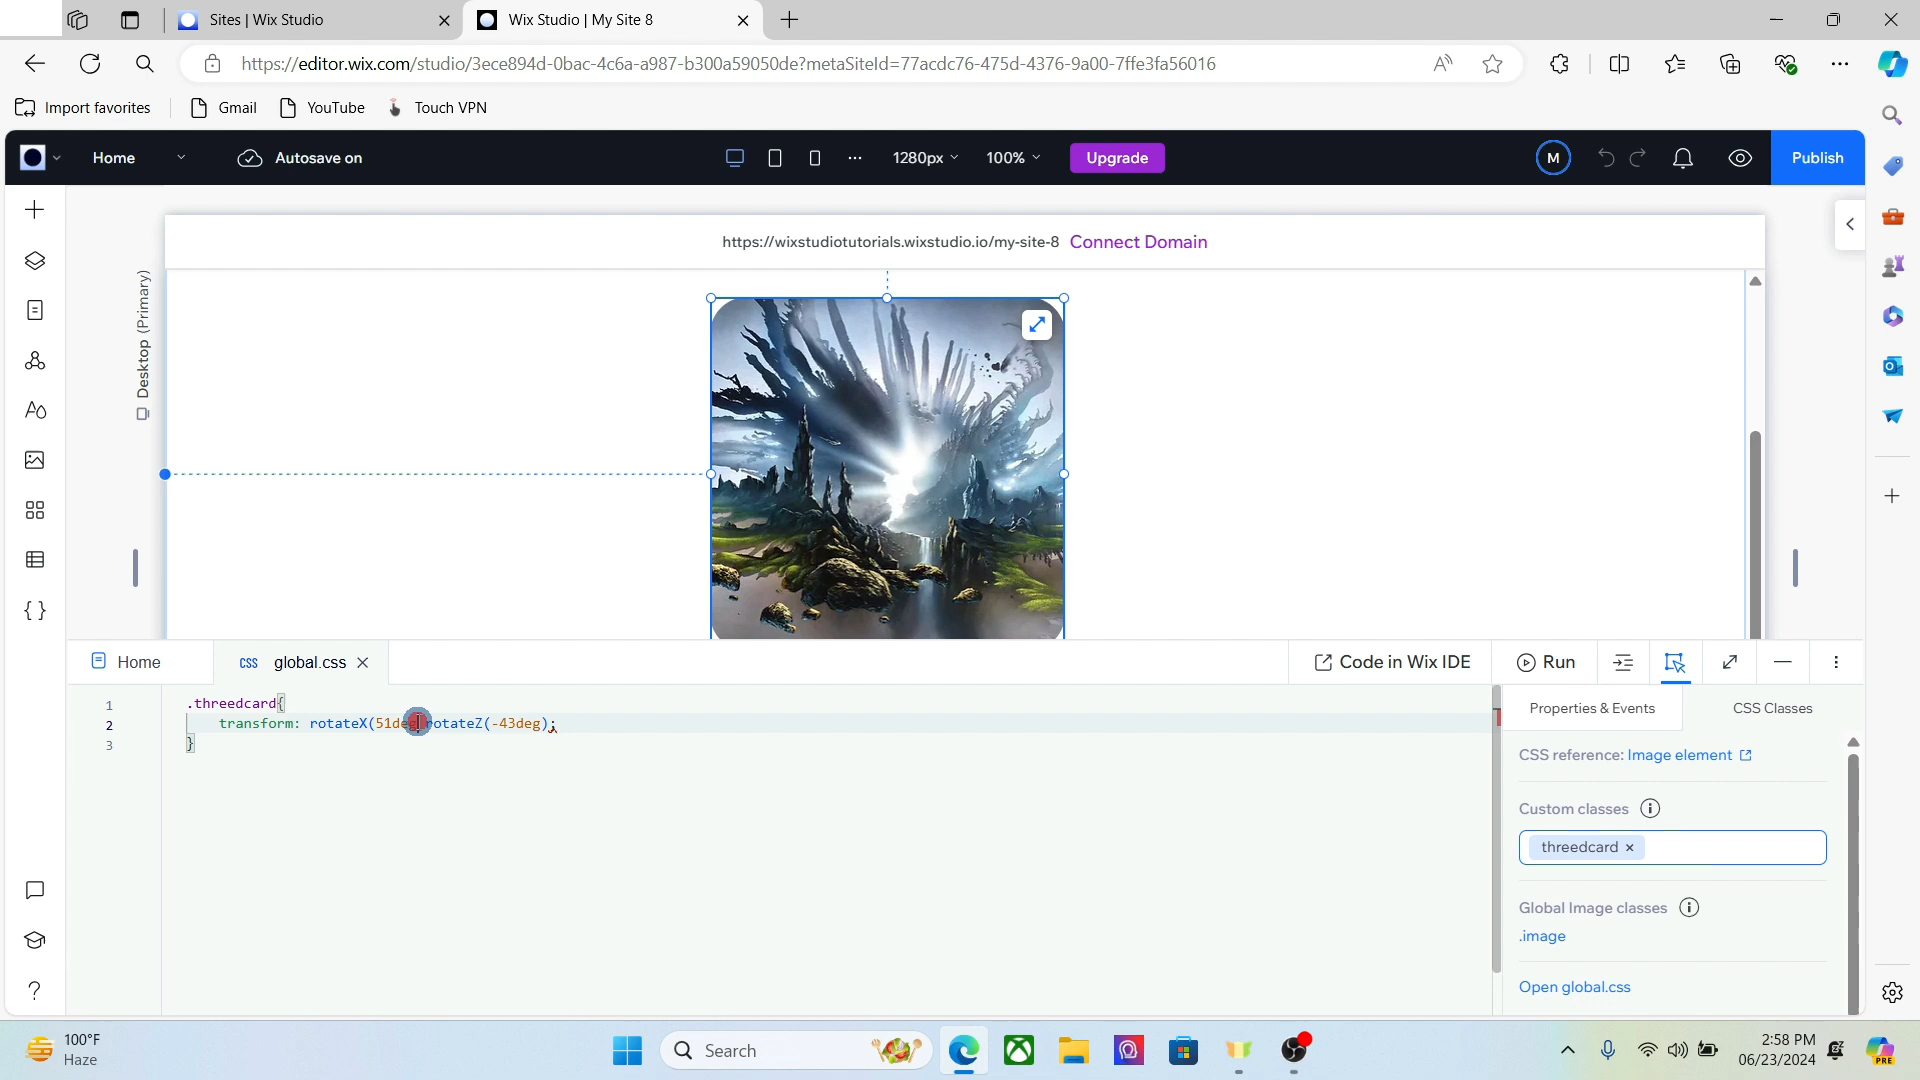 Sites | Wix Studio
Wix Studio | My Site 8
https://editor.wix.com/studio/3ece894d-0bac-4c6a-a987-b300a59050de?metaSiteId=77acdc76-475d-4376-9a00-7ffe3fa56016
Import favorites
Gmail
YouTube
Touch VPN
Home
Autosave on
1280px
100%
Upgrade
M
Publish
https://wixstudiotutorials.wixstudio.io/my-site-8 Connect Domain
Desktop (Primary)
Home
CSS global.css
Code in Wix IDE
Run
1 .threedcard{
2 transform: rotateX(51deg rotateZ(-43deg);
3 }
Properties & Events
CSS Classes
CSS reference: Image element
Custom classes
threedcard
Global Image classes
.image
Open global.css
100°F
Haze
Search
2:58 PM
06/23/2024
PRE